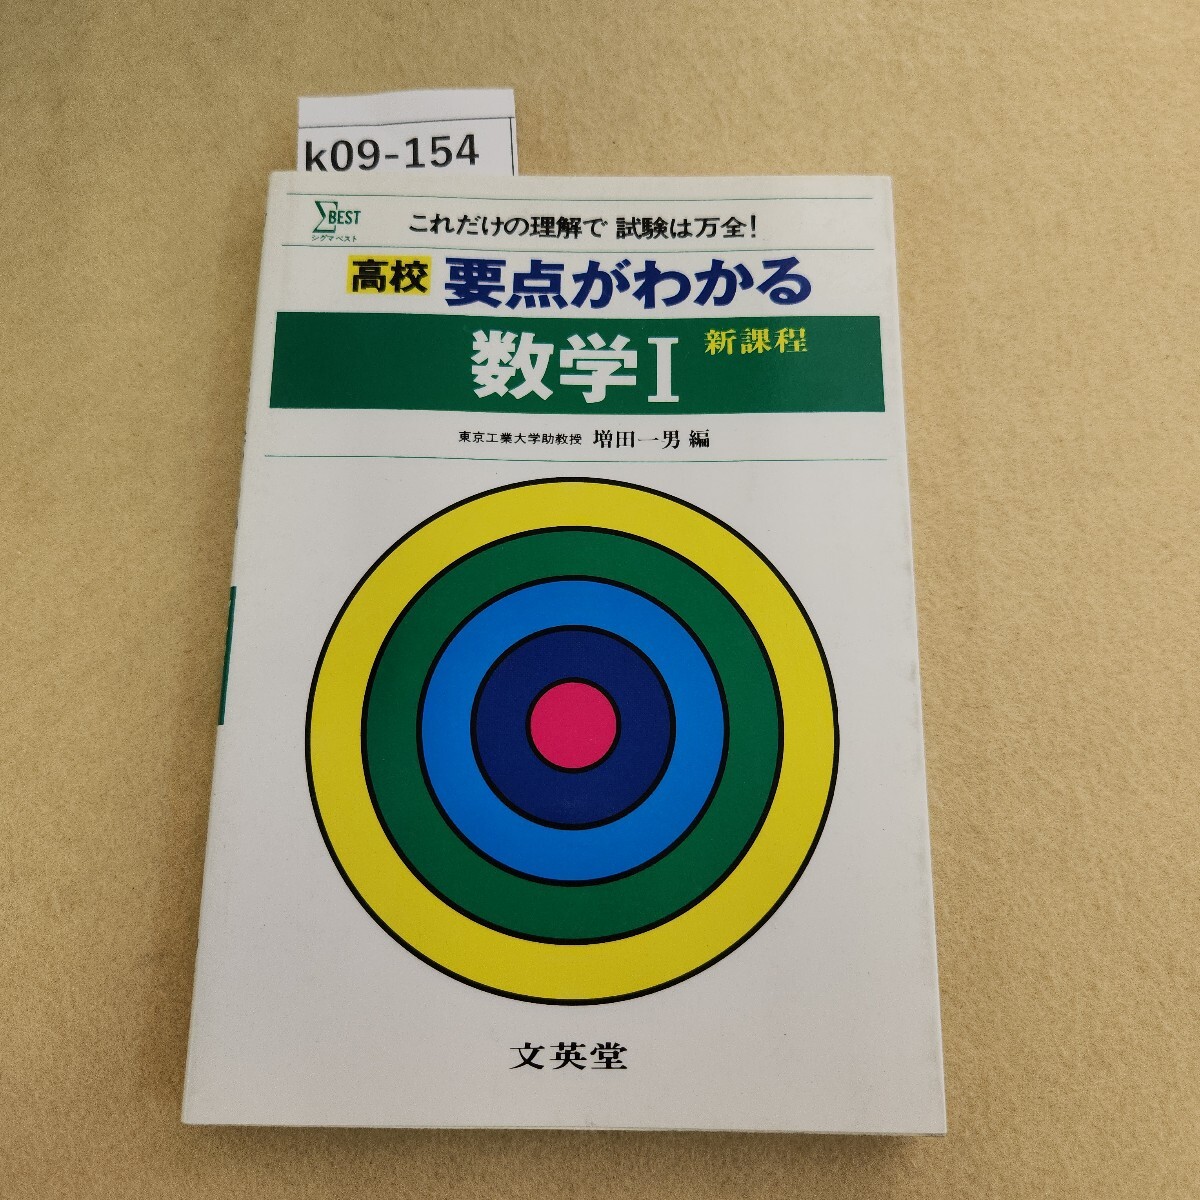 k09-154
ΣBEST
シグマベスト
これだけの理解で 試験は万全!
高校 要点がわかる
数学I 新課程
東京工業大学助教授 増田一男 編
文英堂